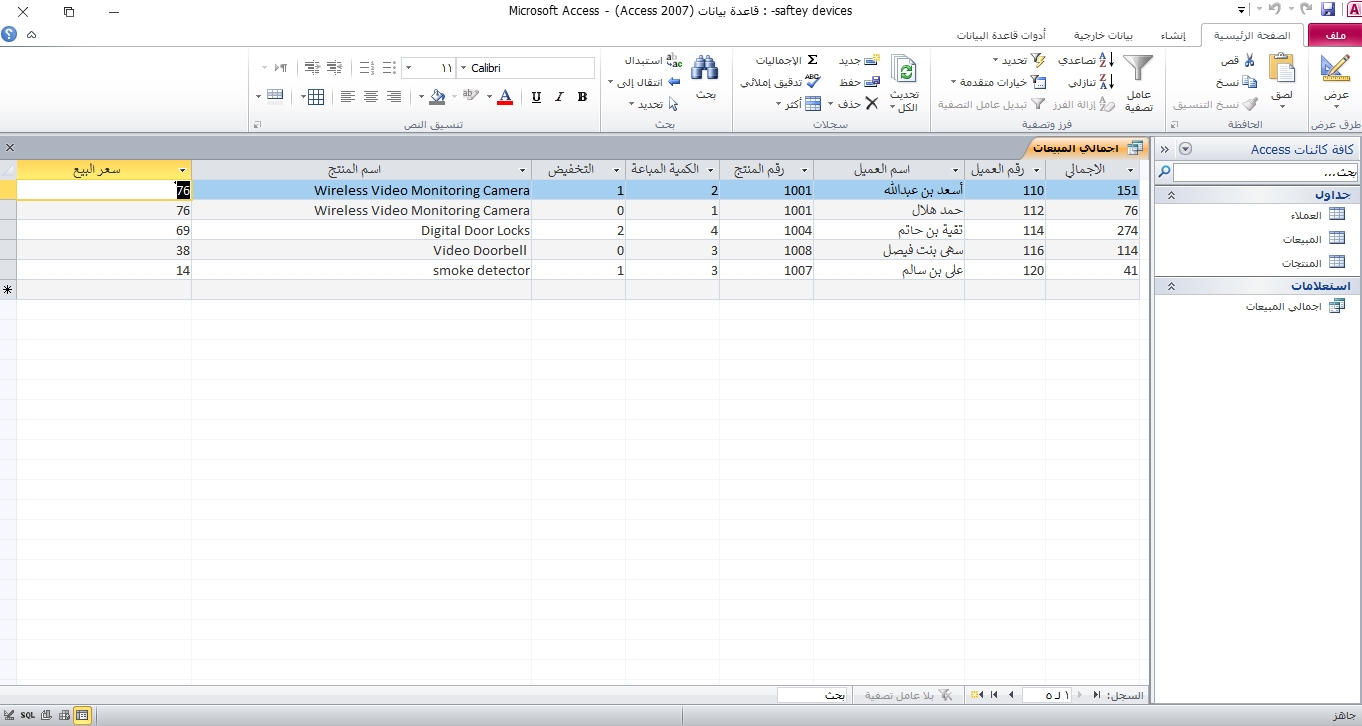 Microsoft Access - (Access 2007) قاعدة بيانات : -saftey devices
ملف الصفحة الرئيسية إنشاء بيانات خارجية أدوات قاعدة البيانات
عرض
طرق عرض
لصق
قص
نسخ
نسخ التنسيق
الحافظة
عامل تصفية
تصاعدي
تنازلي
إزالة الفرز
تحديد
خيارات متقدمة
تبديل عامل التصفية
فرز وتصفية
تحديث الكل
جديد
حفظ
حذف
الإجماليات
تدقيق إملائي
أكثر
سجلات
بحث
استبدال
انتقال إلى
تحديد
بحث
Calibri ١١
B I U A
تنسيق النص
كافة كائنات Access
بحث...
جداول
العملاء
المبيعات
المنتجات
استعلامات
اجمالي المبيعات
اجمالي المبيعات
الاجمالي رقم العميل اسم العميل رقم المنتج الكمية المباعة التخفيض اسم المنتج سعر البيع
151 110 أسعد بن عبدالله 1001 2 1 Wireless Video Monitoring Camera 76
76 112 حمد هلال 1001 1 0 Wireless Video Monitoring Camera 76
274 114 تقية بن حاتم 1004 4 2 Digital Door Locks 69
114 116 سهى بنت فيصل 1008 3 0 Video Doorbell 38
41 120 على بن سالم 1007 3 1 smoke detector 14
السجل: ١ لـ ٥ بلا عامل تصفية بحث
جاهز SQL